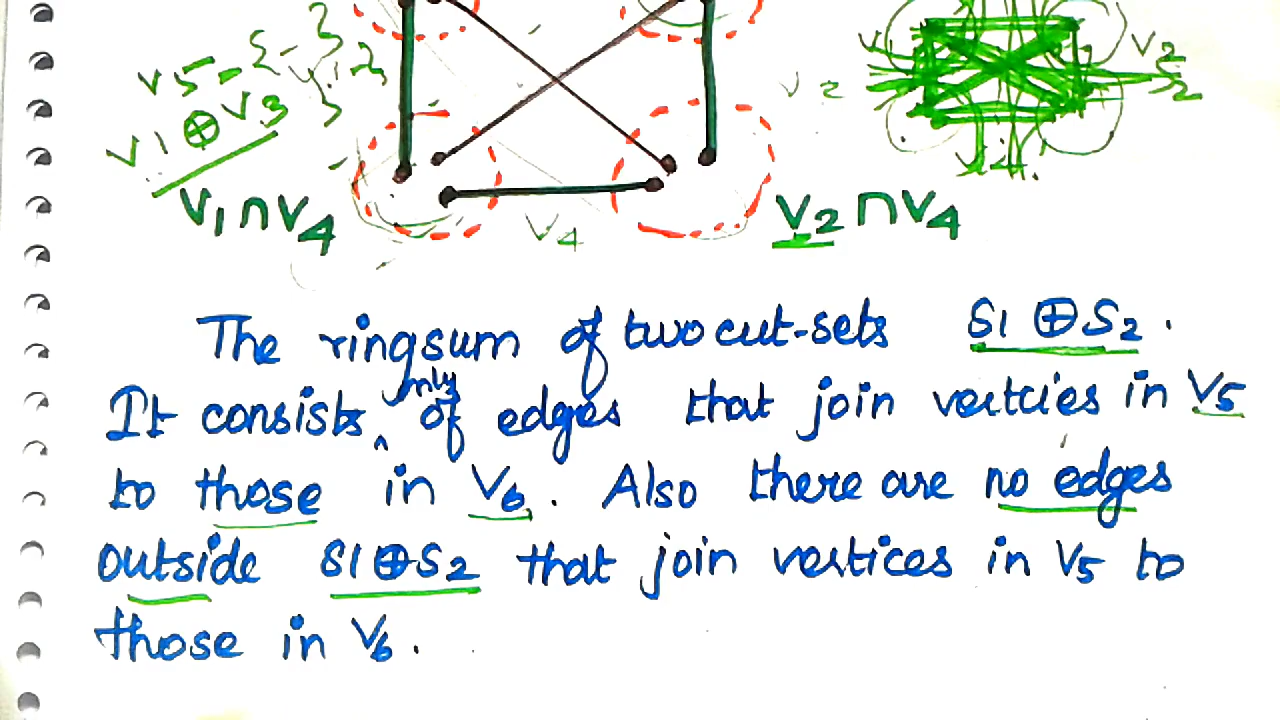 V5 - { - }
V1 ⊕ V3
V1 ∩ V4
V4
V2 ∩ V4
V2
The ringsum of two cut-sets S1 ⊕ S2 .
It consists ^ only of edges that join veitcies in V5
to those in V6 . Also there are no edges
outside S1 ⊕ S2 that join vertices in V5 to
those in V6 .